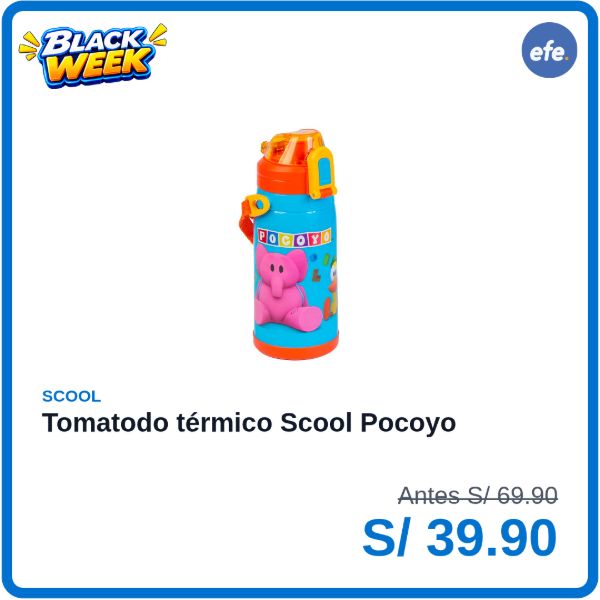 BLACK
WEEK
efe.
POCOYO
SCOOL
Tomatodo térmico Scool Pocoyo
Antes S/ 69.90
S/ 39.90